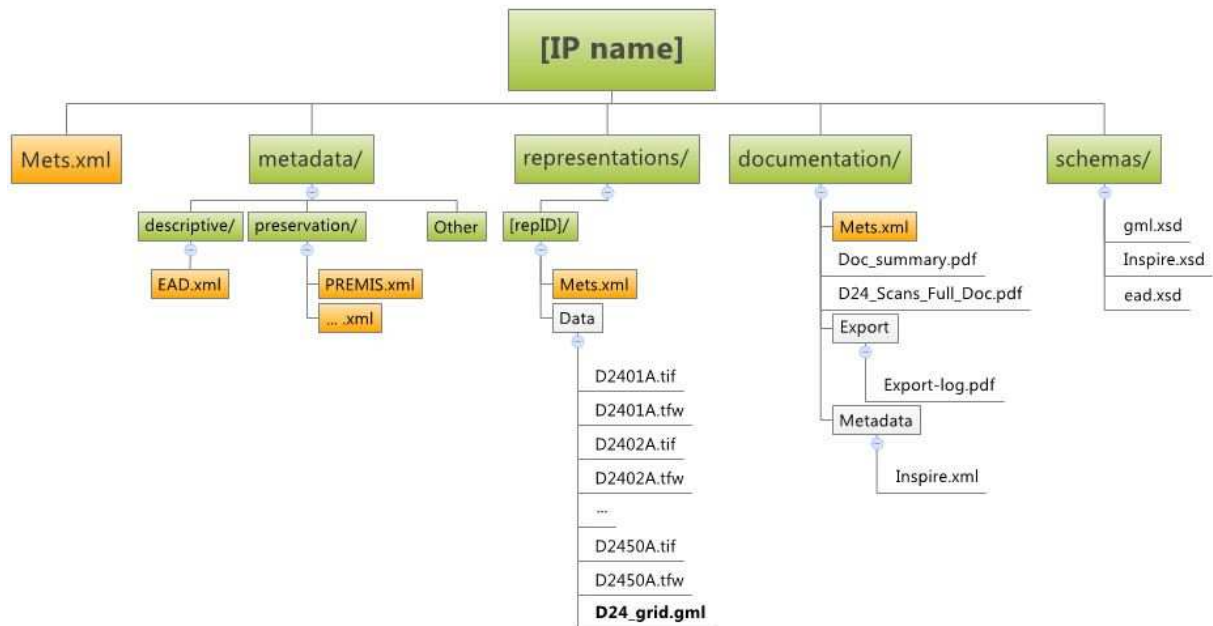 [IP name]
Mets.xml
metadata/
representations/
documentation/
schemas/
descriptive/
preservation/
Other
[repID]/
EAD.xml
PREMIS.xml
... .xml
Mets.xml
Data
D2401A.tif
D2401A.tfw
D2402A.tif
D2402A.tfw
...
D2450A.tif
D2450A.tfw
D24_grid.gml
Mets.xml
Doc_summary.pdf
D24_Scans_Full_Doc.pdf
Export
Export-log.pdf
Metadata
Inspire.xml
gml.xsd
Inspire.xsd
ead.xsd